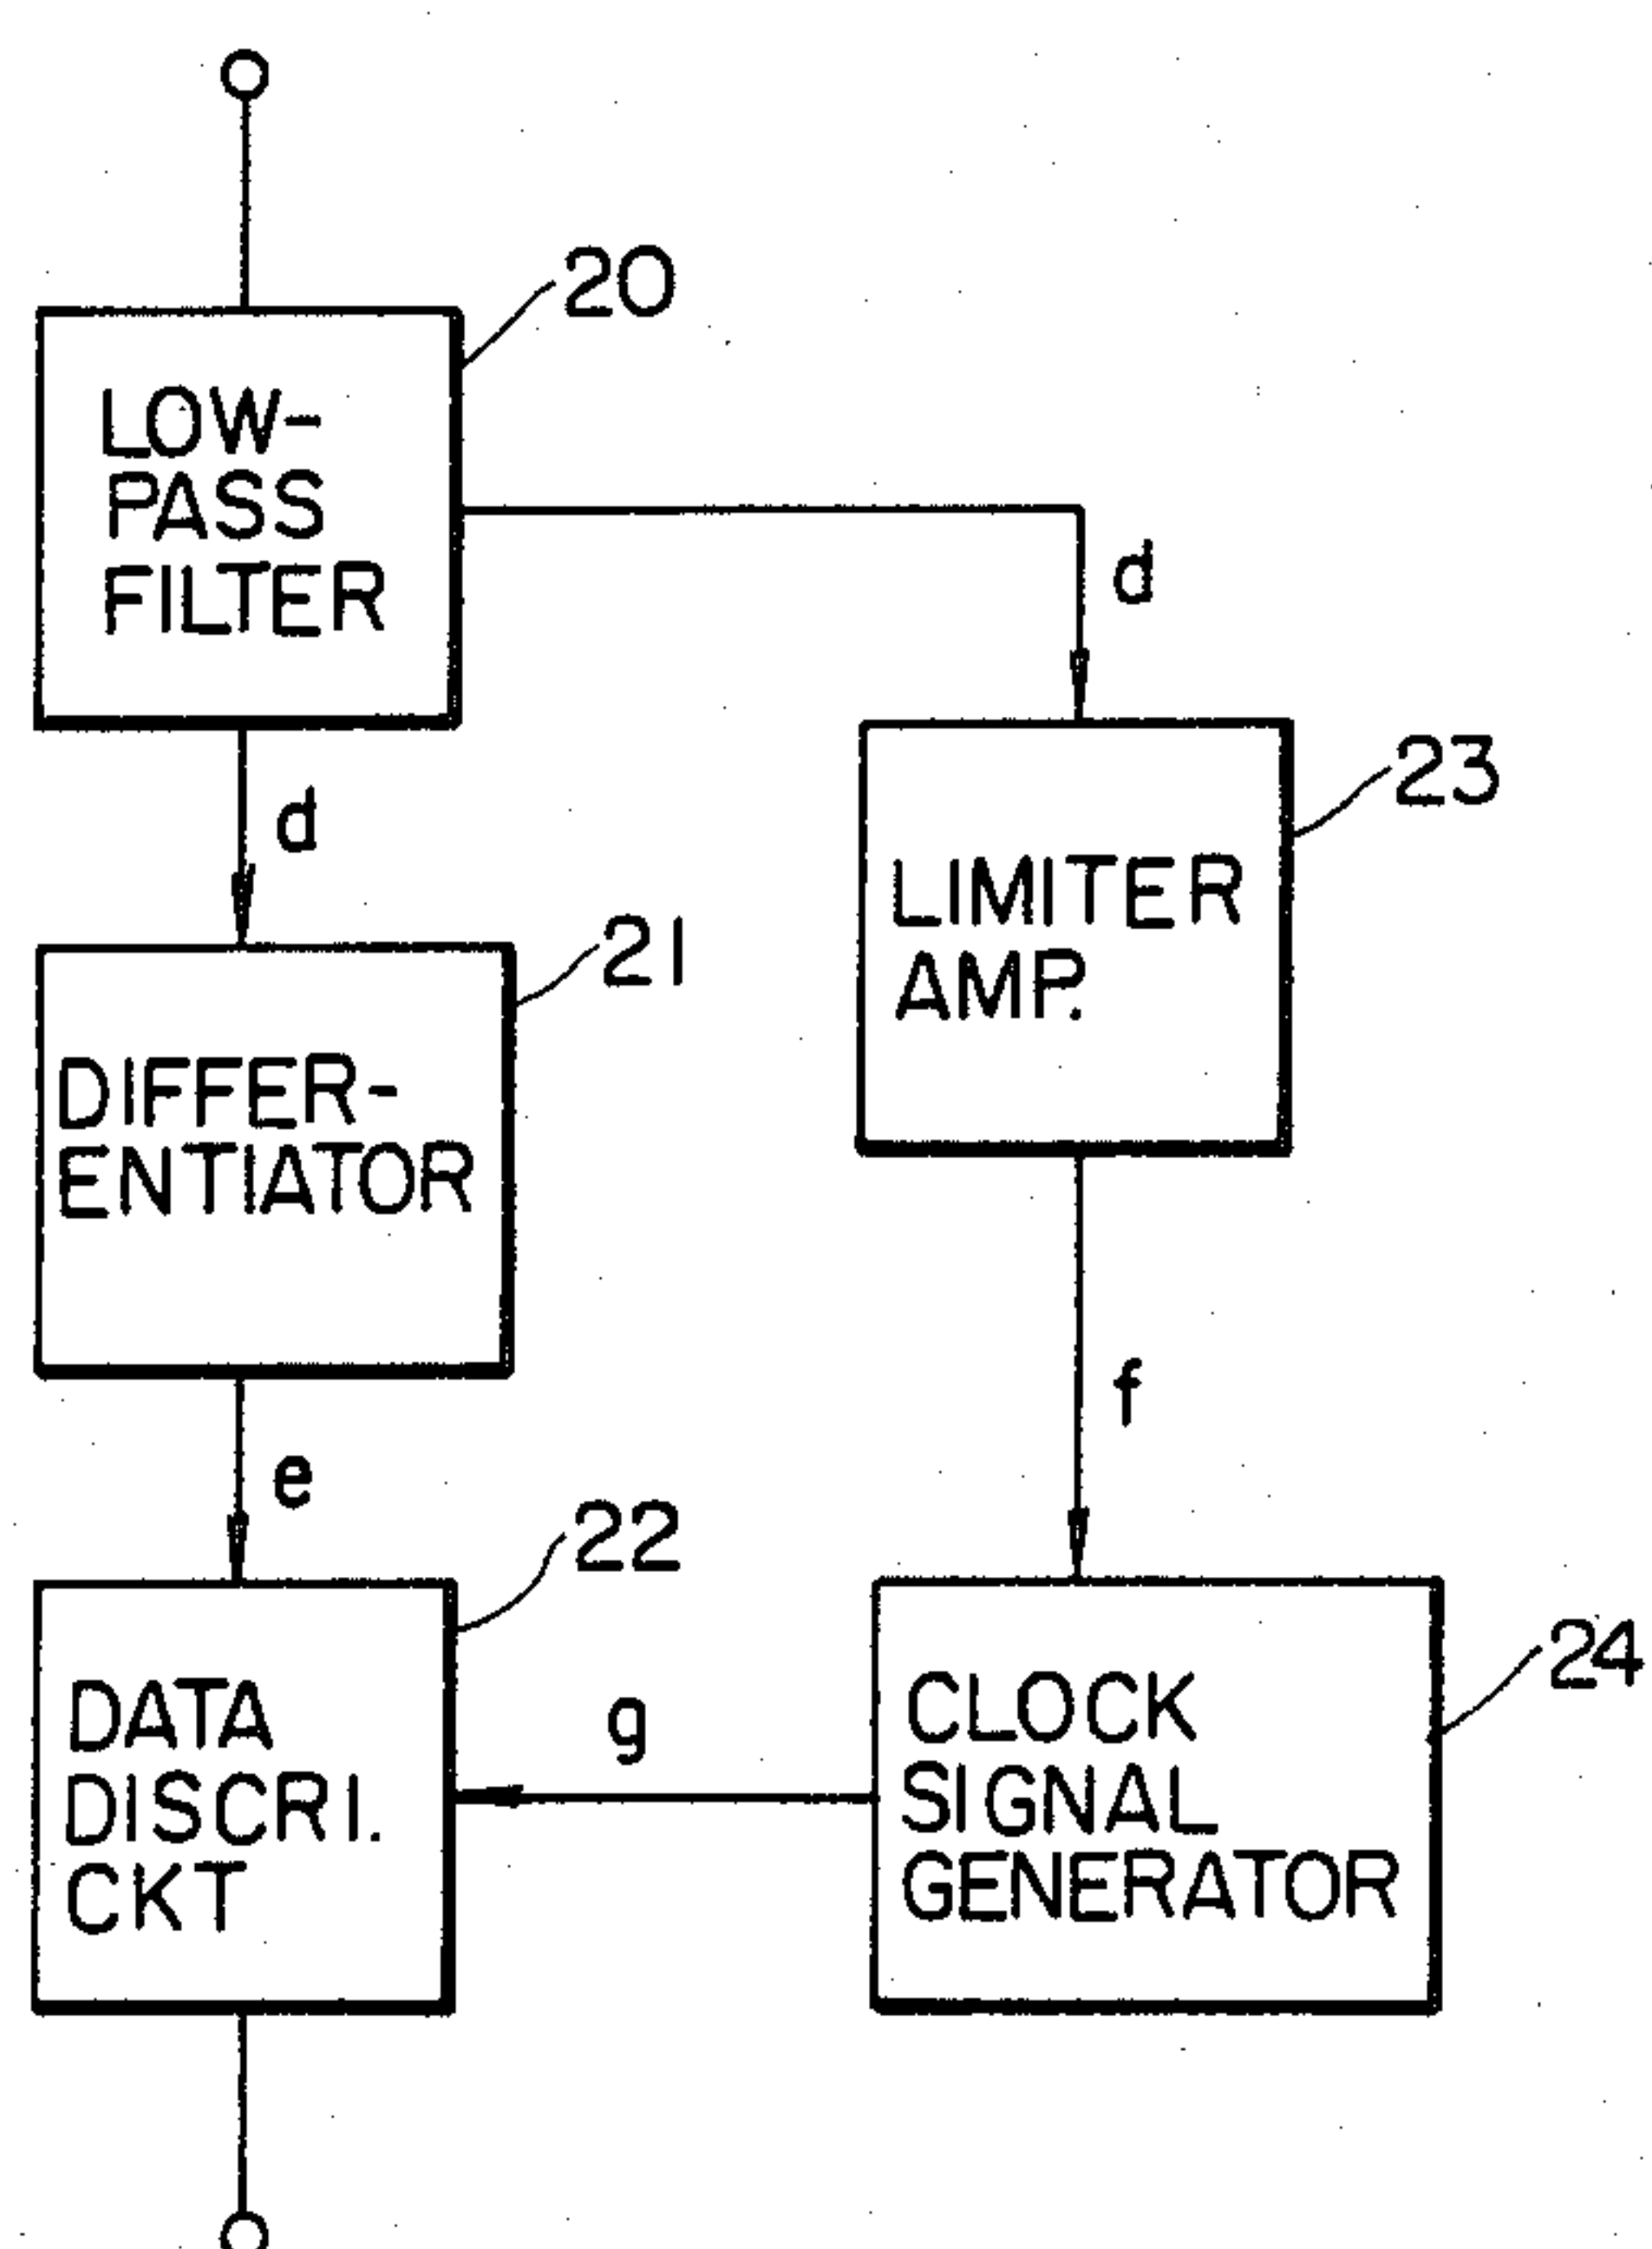 20
LOW-
PASS
FILTER
d
d
23
LIMITER
AMP.
21
DIFFER-
ENTIATOR
f
e
22
DATA
DISCRI.
CKT
g
24
CLOCK
SIGNAL
GENERATOR